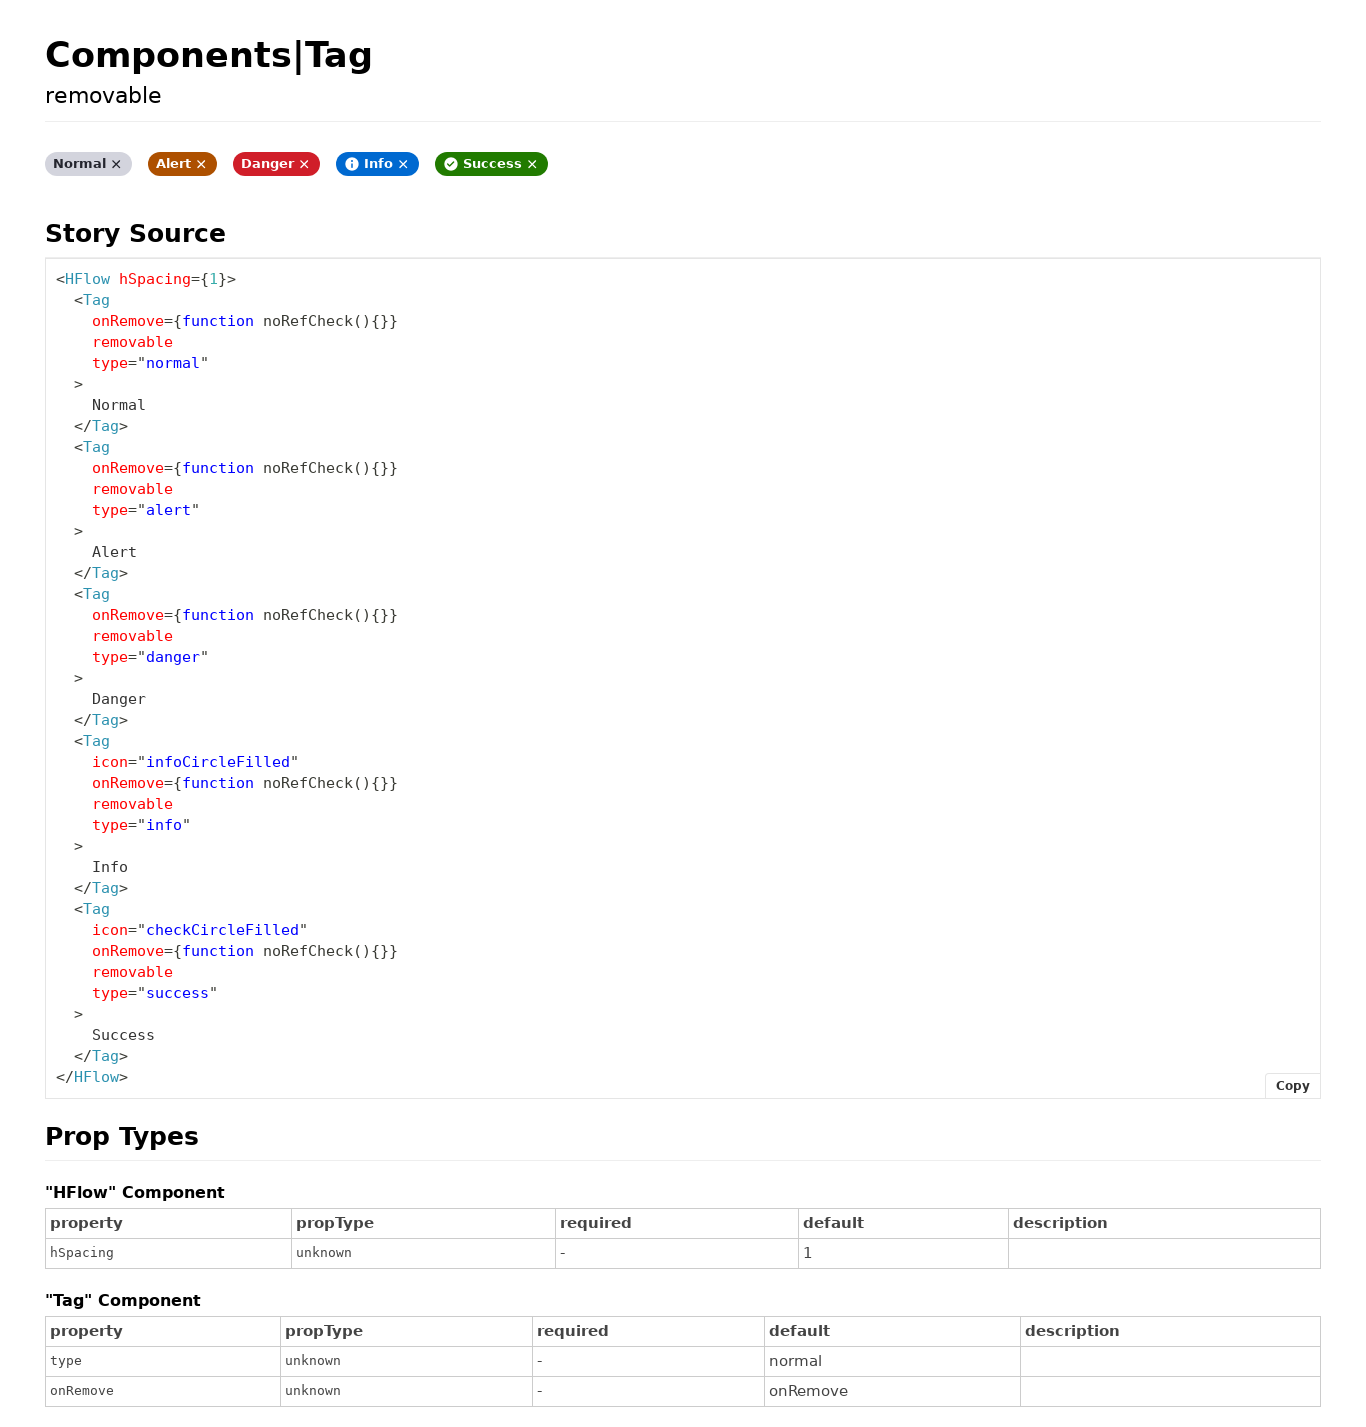 Components|Tag
removable
Normal ✕ Alert ✕ Danger ✕ Info ✕ Success ✕
Story Source
<HFlow hSpacing={1}>
  <Tag
    onRemove={function noRefCheck(){}}
    removable
    type="normal"
  >
    Normal
  </Tag>
  <Tag
    onRemove={function noRefCheck(){}}
    removable
    type="alert"
  >
    Alert
  </Tag>
  <Tag
    onRemove={function noRefCheck(){}}
    removable
    type="danger"
  >
    Danger
  </Tag>
  <Tag
    icon="infoCircleFilled"
    onRemove={function noRefCheck(){}}
    removable
    type="info"
  >
    Info
  </Tag>
  <Tag
    icon="checkCircleFilled"
    onRemove={function noRefCheck(){}}
    removable
    type="success"
  >
    Success
  </Tag>
</HFlow>
Copy
Prop Types
"HFlow" Component
property propType required default description
hSpacing unknown - 1
"Tag" Component
property propType required default description
type unknown - normal
onRemove unknown - onRemove